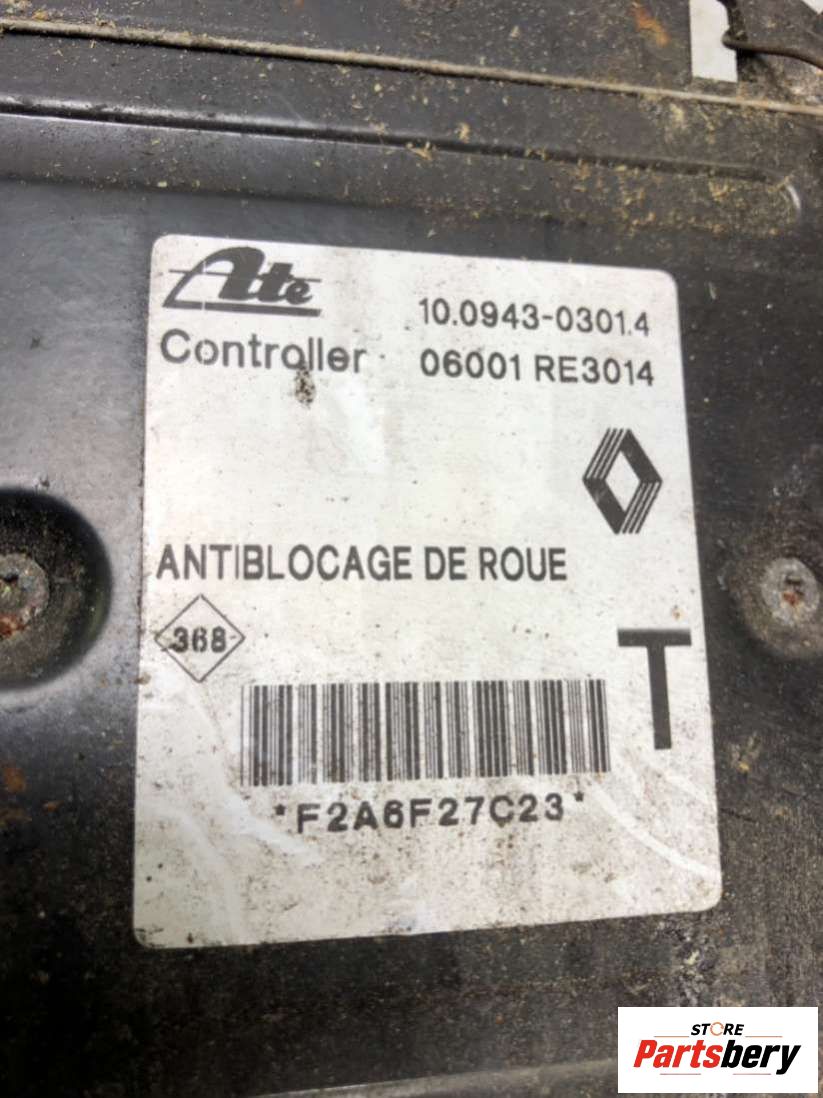 Ate
10.0943-0301.4
Controller 06001 RE3014
ANTIBLOCAGE DE ROUE
368
T
*F2A6F27C23*
STORE
Partsbery